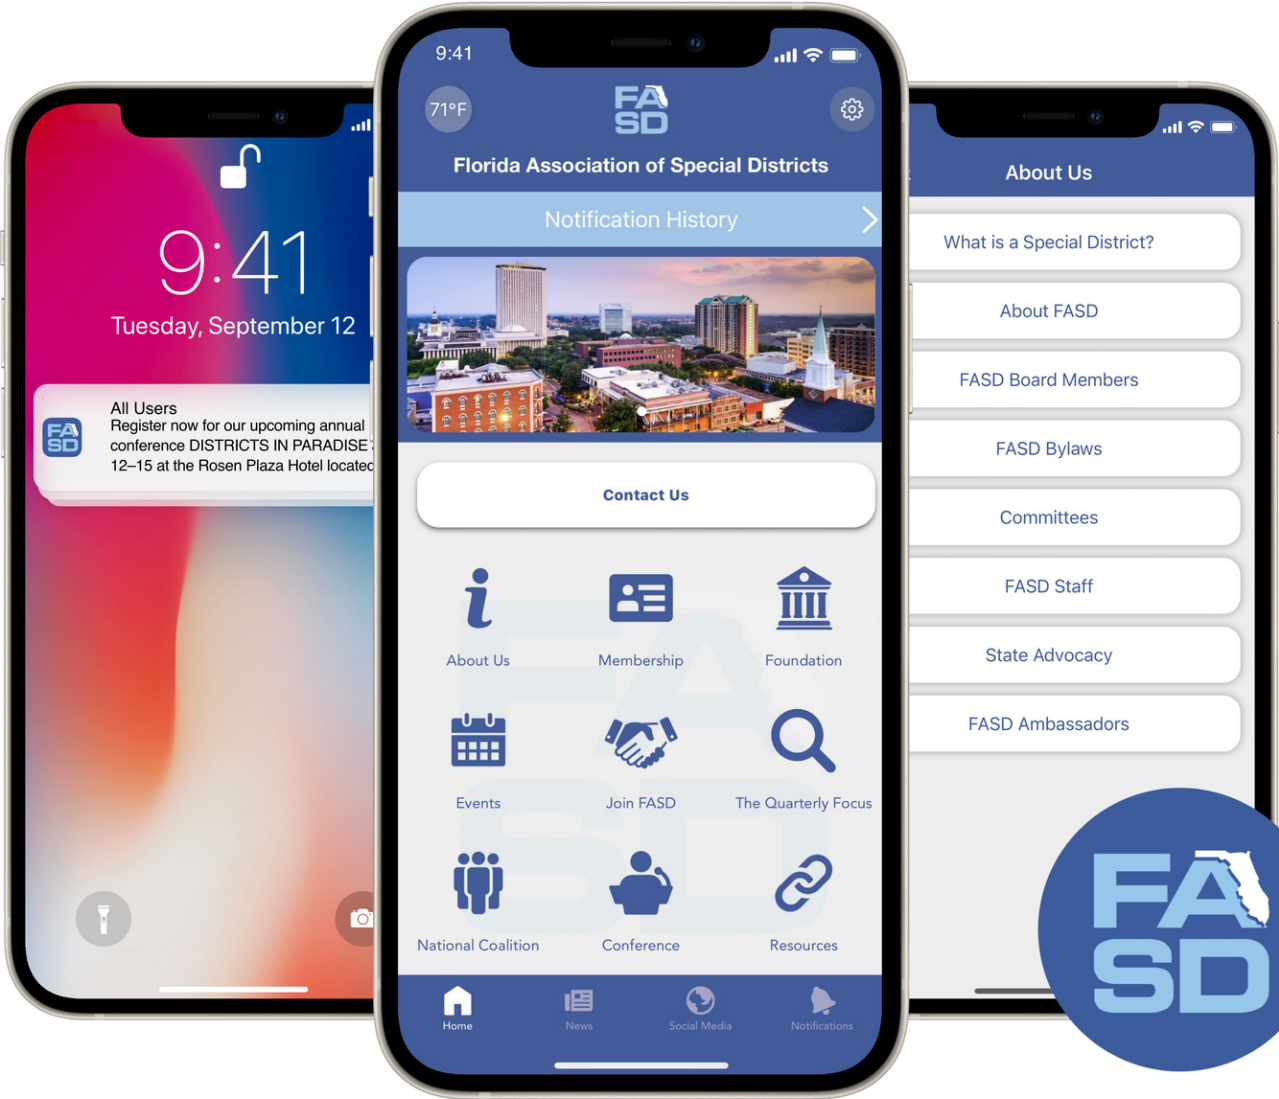 9:41
Tuesday, September 12
FA
SD
All Users
Register now for our upcoming annual
conference DISTRICTS IN PARADISE
12–15 at the Rosen Plaza Hotel located
9:41
71°F
FA
SD
Florida Association of Special Districts
Notification History
Contact Us
About Us
Membership
Foundation
Events
Join FASD
The Quarterly Focus
National Coalition
Conference
Resources
Home
News
Social Media
Notifications
FA
SD
About Us
What is a Special District?
About FASD
FASD Board Members
FASD Bylaws
Committees
FASD Staff
State Advocacy
FASD Ambassadors
FA
SD